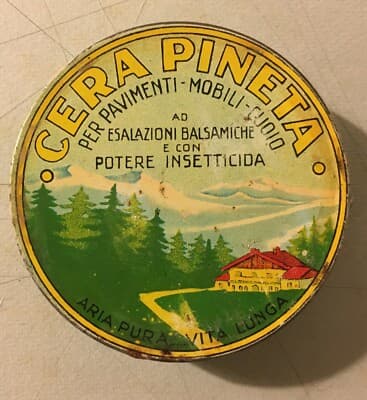 CERA PINETA
PER PAVIMENTI - MOBILI - CUOIO
AD
ESALAZIONI BALSAMICHE
E CON
POTERE INSETTICIDA
ARIA PURA - VITA LUNGA